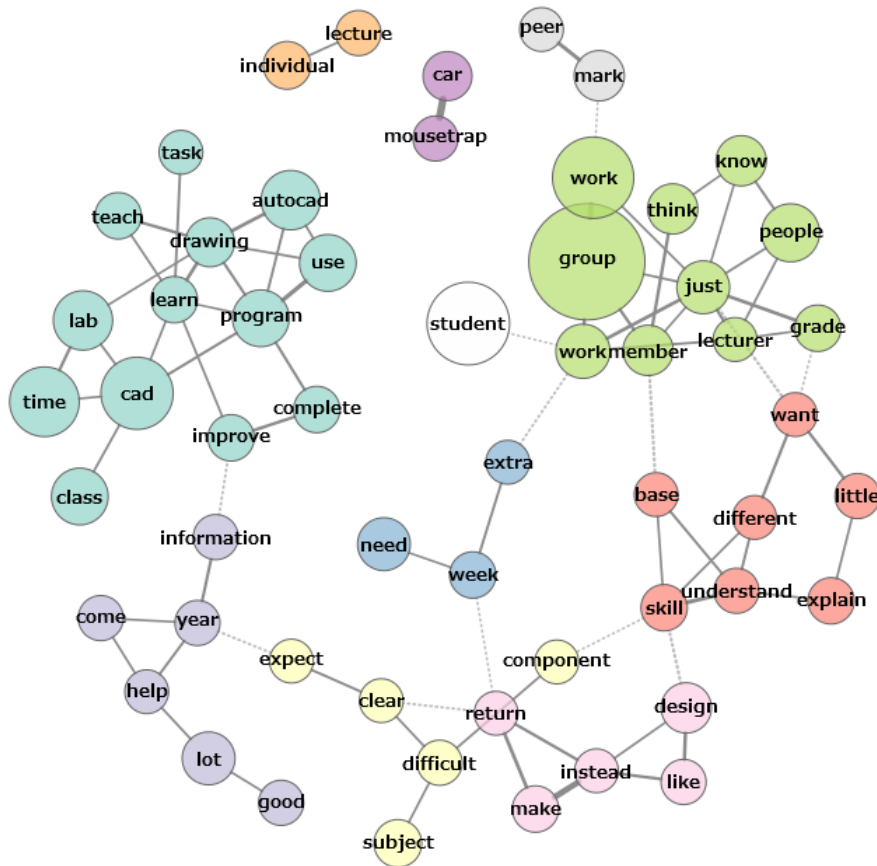 lecture
peer
individual
car
mark
mousetrap
task
know
work
autocad
think
teach
people
drawing
group
use
just
learn
lab
program
student
grade
lecturer
work
member
cad
time
complete
want
improve
extra
class
base
little
different
information
need
week
understand
explain
skill
come
year
expect
component
help
clear
design
return
lot
difficult
instead
like
good
make
subject